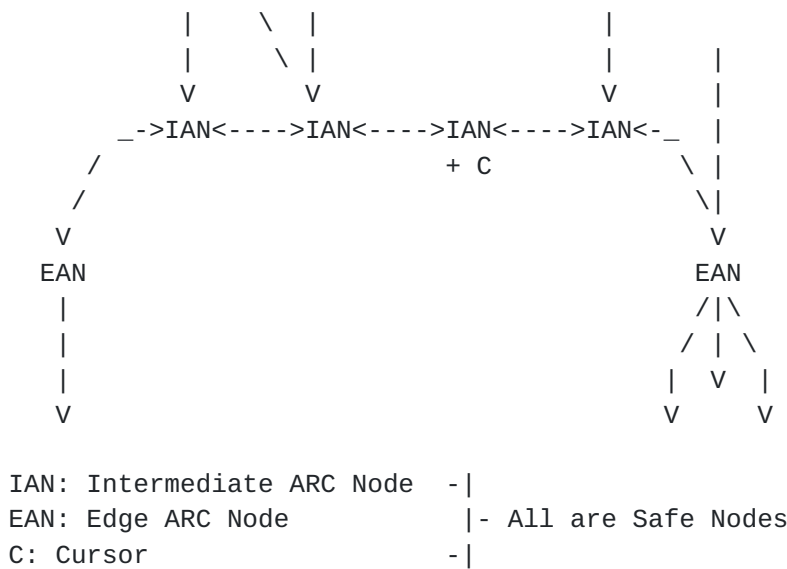 |     \  |                    |
            |      \ |                    |       |
            V        V                    V       |
        _->IAN<---->IAN<---->IAN<---->IAN<-_      |
      /                      + C            \     |
     /                                       \|
    V                                         V
   EAN                                       EAN
    |                                        /|\
    |                                       / | \
    |                                      |  V  |
    V                                      V     V
IAN: Intermediate ARC Node  -|
EAN: Edge ARC Node           |- All are Safe Nodes
C: Cursor                   -|